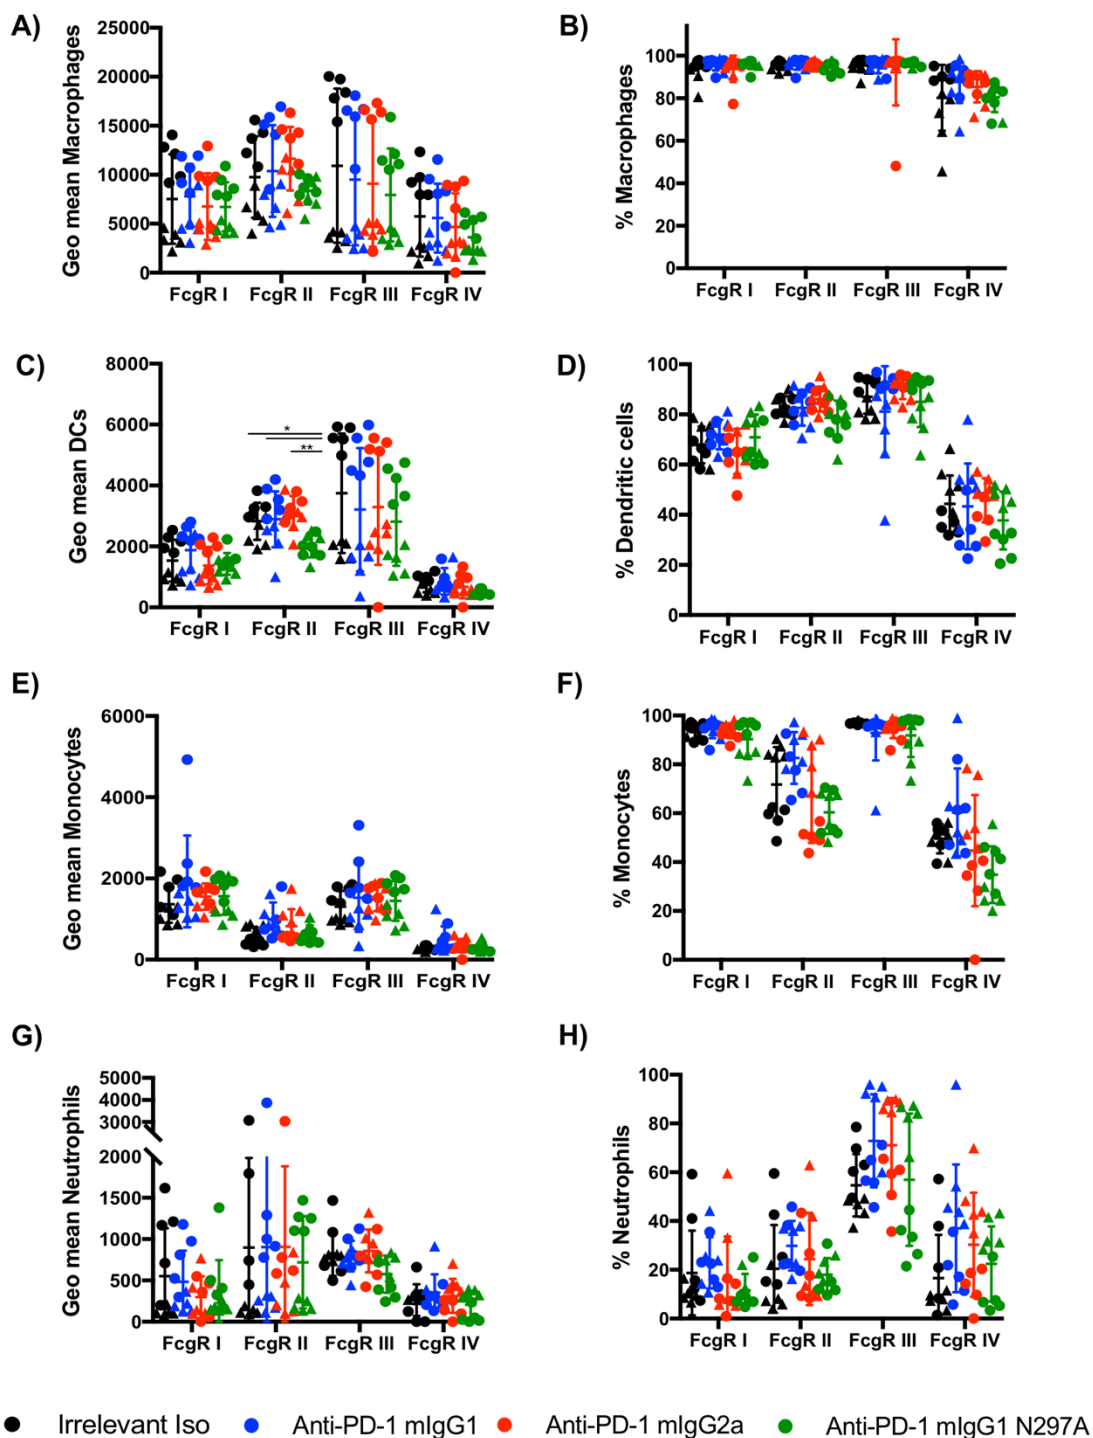 A)
Geo mean Macrophages
25000
20000
15000
10000
5000
0
FcgR I FcgR II FcgR III FcgR IV
B)
% Macrophages
100
80
60
40
20
0
FcgR I FcgR II FcgR III FcgR IV
C)
Geo mean DCs
8000
6000
4000
2000
0
*
**
FcgR I FcgR II FcgR III FcgR IV
D)
% Dendritic cells
100
80
60
40
20
0
FcgR I FcgR II FcgR III FcgR IV
E)
Geo mean Monocytes
6000
4000
2000
0
FcgR I FcgR II FcgR III FcgR IV
F)
% Monocytes
100
80
60
40
20
0
FcgR I FcgR II FcgR III FcgR IV
G)
Geo mean Neutrophils
5000
4000
3000
2000
1500
1000
500
0
FcgR I FcgR II FcgR III FcgR IV
H)
% Neutrophils
100
80
60
40
20
0
FcgR I FcgR II FcgR III FcgR IV
Irrelevant Iso Anti-PD-1 mIgG1 Anti-PD-1 mIgG2a Anti-PD-1 mIgG1 N297A